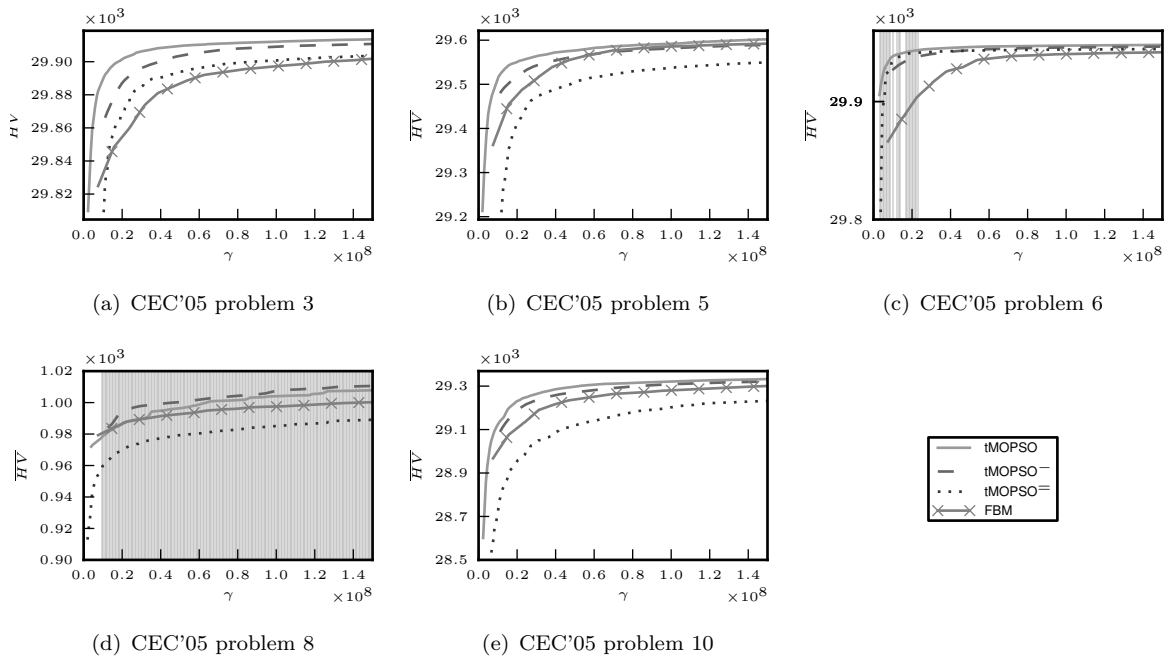 ×10³
29.900
29.880
29.860
29.840
29.820
HV
0.0 0.2 0.4 0.6 0.8 1.0 1.2 1.4
γ
×10⁸
(a) CEC'05 problem 3
×10³
29.6
29.5
29.4
29.3
29.2
HV
0.0 0.2 0.4 0.6 0.8 1.0 1.2 1.4
γ
×10⁸
(b) CEC'05 problem 5
×10³
29.9
29.8
HV
0.0 0.2 0.4 0.6 0.8 1.0 1.2 1.4
γ
×10⁸
(c) CEC'05 problem 6
×10³
1.02
1.00
0.98
0.96
0.94
0.92
0.90
HV
0.0 0.2 0.4 0.6 0.8 1.0 1.2 1.4
γ
×10⁸
(d) CEC'05 problem 8
×10³
29.3
29.1
28.9
28.7
28.5
HV
0.0 0.2 0.4 0.6 0.8 1.0 1.2 1.4
γ
×10⁸
(e) CEC'05 problem 10
tMOPSO
tMOPSO−
tMOPSO=
FBM